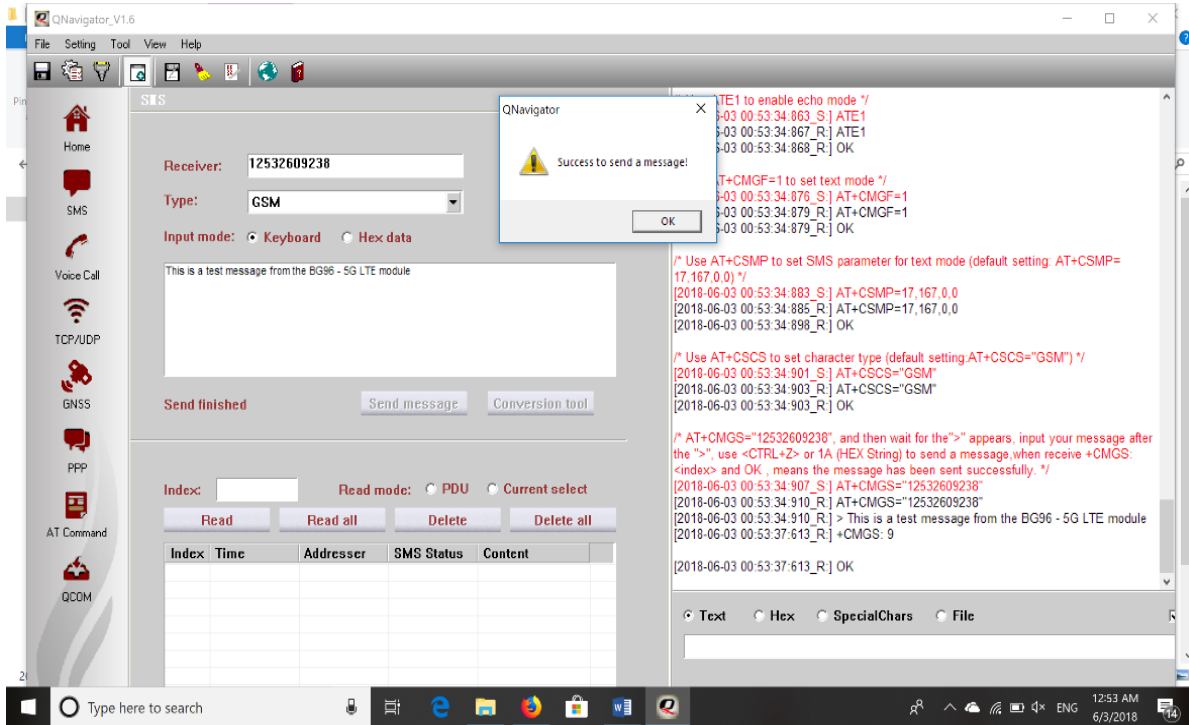 QNavigator_V1.6
File Setting Tool View Help
Pin
SMS
Home
SMS
Voice Call
TCP/UDP
GNSS
PPP
AT Command
QCOM
Receiver: 12532609238
Type: GSM
Input mode: Keyboard Hex data
This is a test message from the BG96 - 5G LTE module
Send finished Send message Conversion tool
Index: Read mode: PDU Current select
Read Read all Delete Delete all
Index Time Addresser SMS Status Content
QNavigator
Success to send a message!
OK
ATE1 to enable echo mode */
-03 00:53:34:863_S:] ATE1
-03 00:53:34:867_R:] ATE1
-03 00:53:34:868_R:] OK
AT+CMGF=1 to set text mode */
-03 00:53:34:876_S:] AT+CMGF=1
-03 00:53:34:879_R:] AT+CMGF=1
-03 00:53:34:879_R:] OK
/* Use AT+CSMP to set SMS parameter for text mode (default setting: AT+CSMP=
17,167,0,0) */
[2018-06-03 00:53:34:883_S:] AT+CSMP=17,167,0,0
[2018-06-03 00:53:34:885_R:] AT+CSMP=17,167,0,0
[2018-06-03 00:53:34:898_R:] OK
/* Use AT+CSCS to set character type (default setting:AT+CSCS="GSM") */
[2018-06-03 00:53:34:901_S:] AT+CSCS="GSM"
[2018-06-03 00:53:34:903_R:] AT+CSCS="GSM"
[2018-06-03 00:53:34:903_R:] OK
/* AT+CMGS="12532609238", and then wait for the">" appears, input your message after
the ">", use <CTRL+Z> or 1A (HEX String) to send a message,when receive +CMGS:
<index> and OK , means the message has been sent successfully. */
[2018-06-03 00:53:34:907_S:] AT+CMGS="12532609238"
[2018-06-03 00:53:34:910_R:] AT+CMGS="12532609238"
[2018-06-03 00:53:34:910_R:] > This is a test message from the BG96 - 5G LTE module
[2018-06-03 00:53:37:613_R:] +CMGS: 9
[2018-06-03 00:53:37:613_R:] OK
Text Hex SpecialChars File
Type here to search
ENG
12:53 AM
6/3/2018
14